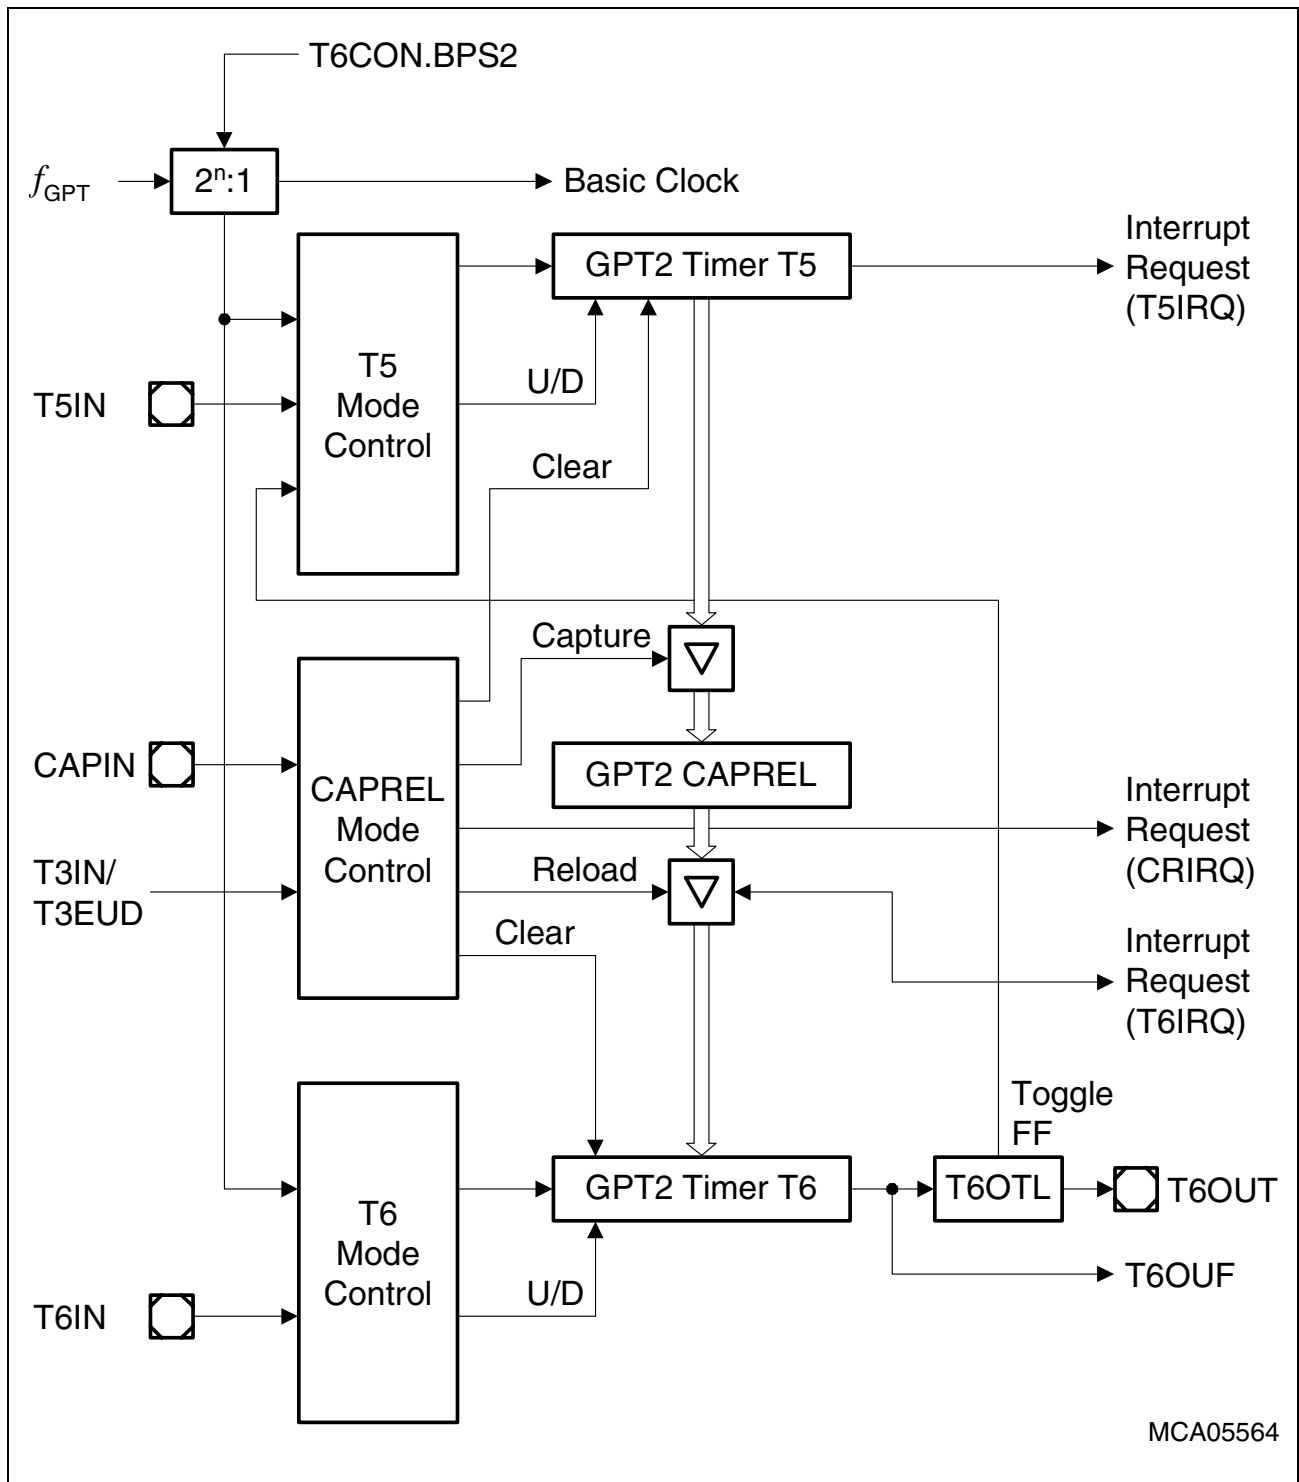 T6CON.BPS2
fGPT
2n:1
Basic Clock
GPT2 Timer T5
Interrupt
Request
(T5IRQ)
T5
Mode
Control
U/D
T5IN
Clear
Capture
CAPIN
GPT2 CAPREL
CAPREL
Mode
Control
Interrupt
Request
(CRIRQ)
T3IN/
T3EUD
Reload
Clear
Interrupt
Request
(T6IRQ)
Toggle
FF
GPT2 Timer T6
T6OTL
T6OUT
T6
Mode
Control
U/D
T6OUF
T6IN
MCA05564